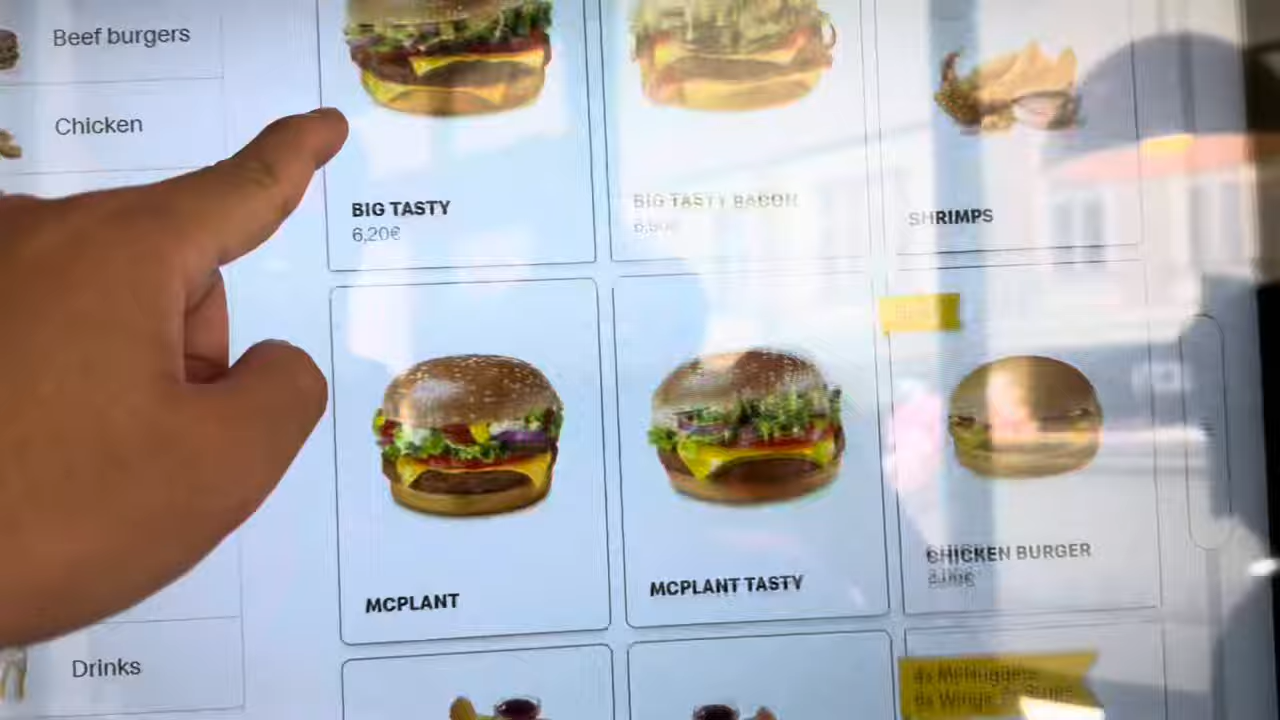 Beef burgers
Chicken
BIG TASTY
6,20€
BIG TASTY BACON
SHRIMPS
MCPLANT
MCPLANT TASTY
CHICKEN BURGER
Drinks